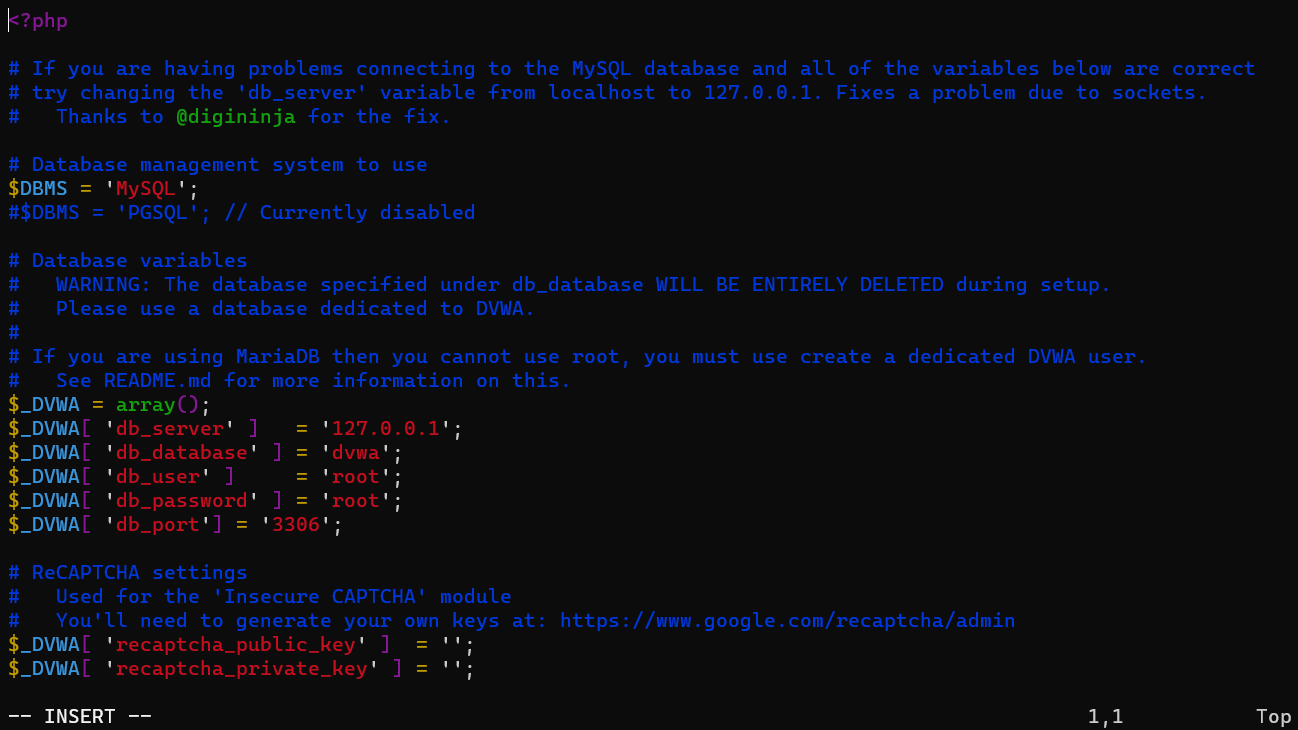 <?php

# If you are having problems connecting to the MySQL database and all of the variables below are correct
# try changing the 'db_server' variable from localhost to 127.0.0.1. Fixes a problem due to sockets.
#   Thanks to @digininja for the fix.

# Database management system to use
$DBMS = 'MySQL';
#$DBMS = 'PGSQL'; // Currently disabled

# Database variables
#   WARNING: The database specified under db_database WILL BE ENTIRELY DELETED during setup.
#   Please use a database dedicated to DVWA.
#
# If you are using MariaDB then you cannot use root, you must use create a dedicated DVWA user.
#   See README.md for more information on this.
$_DVWA = array();
$_DVWA[ 'db_server' ]   = '127.0.0.1';
$_DVWA[ 'db_database' ] = 'dvwa';
$_DVWA[ 'db_user' ]     = 'root';
$_DVWA[ 'db_password' ] = 'root';
$_DVWA[ 'db_port'] = '3306';

# ReCAPTCHA settings
#   Used for the 'Insecure CAPTCHA' module
#   You'll need to generate your own keys at: https://www.google.com/recaptcha/admin
$_DVWA[ 'recaptcha_public_key' ]  = '';
$_DVWA[ 'recaptcha_private_key' ] = '';

-- INSERT --                                                                              1,1           Top